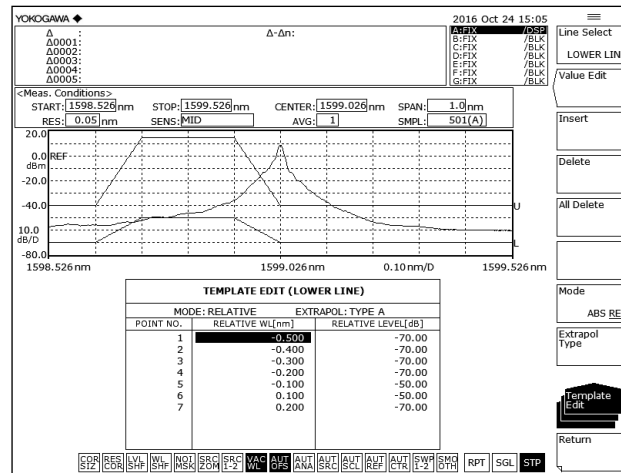 YOKOGAWA ◆ 2016 Oct 24 15:05
Δ : Δ-Δn:
Δ0001:
Δ0002:
Δ0003:
Δ0004:
Δ0005:
A:FIX /DSP
B:FIX /BLK
C:FIX /BLK
D:FIX /BLK
E:FIX /BLK
F:FIX /BLK
G:FIX /BLK
<Meas. Conditions>
START: 1598.526 nm STOP: 1599.526 nm CENTER: 1599.026 nm SPAN: 1.0 nm
RES: 0.05 nm SENS: MID AVG: 1 SMPL: 501(A)
20.0
0.0 REF
dBm
-20.0
-40.0 U
10.0
dB/D L
-80.0
1598.526nm 1599.026nm 0.10nm/D 1599.526nm
TEMPLATE EDIT (LOWER LINE)
MODE: RELATIVE EXTRAPOL: TYPE A
POINT NO. RELATIVE WL[nm] RELATIVE LEVEL[dB]
1 -0.500 -70.00
2 -0.400 -70.00
3 -0.300 -70.00
4 -0.200 -70.00
5 -0.100 -50.00
6 0.100 -50.00
7 0.200 -70.00
COR SIZ RES COR LVL SHF WL SHF NOI MSK SRC ZOM SRC 1-2 VAC WL AUT OFS AUT ANA AUT SRC AUT SCL AUT REF AUT CTR SWP 1-2 SMO OTH RPT SGL STP
Line Select
LOWER LIN
Value Edit
Insert
Delete
All Delete
Mode
ABS RE
Extrapol
Type
Template
Edit
Return